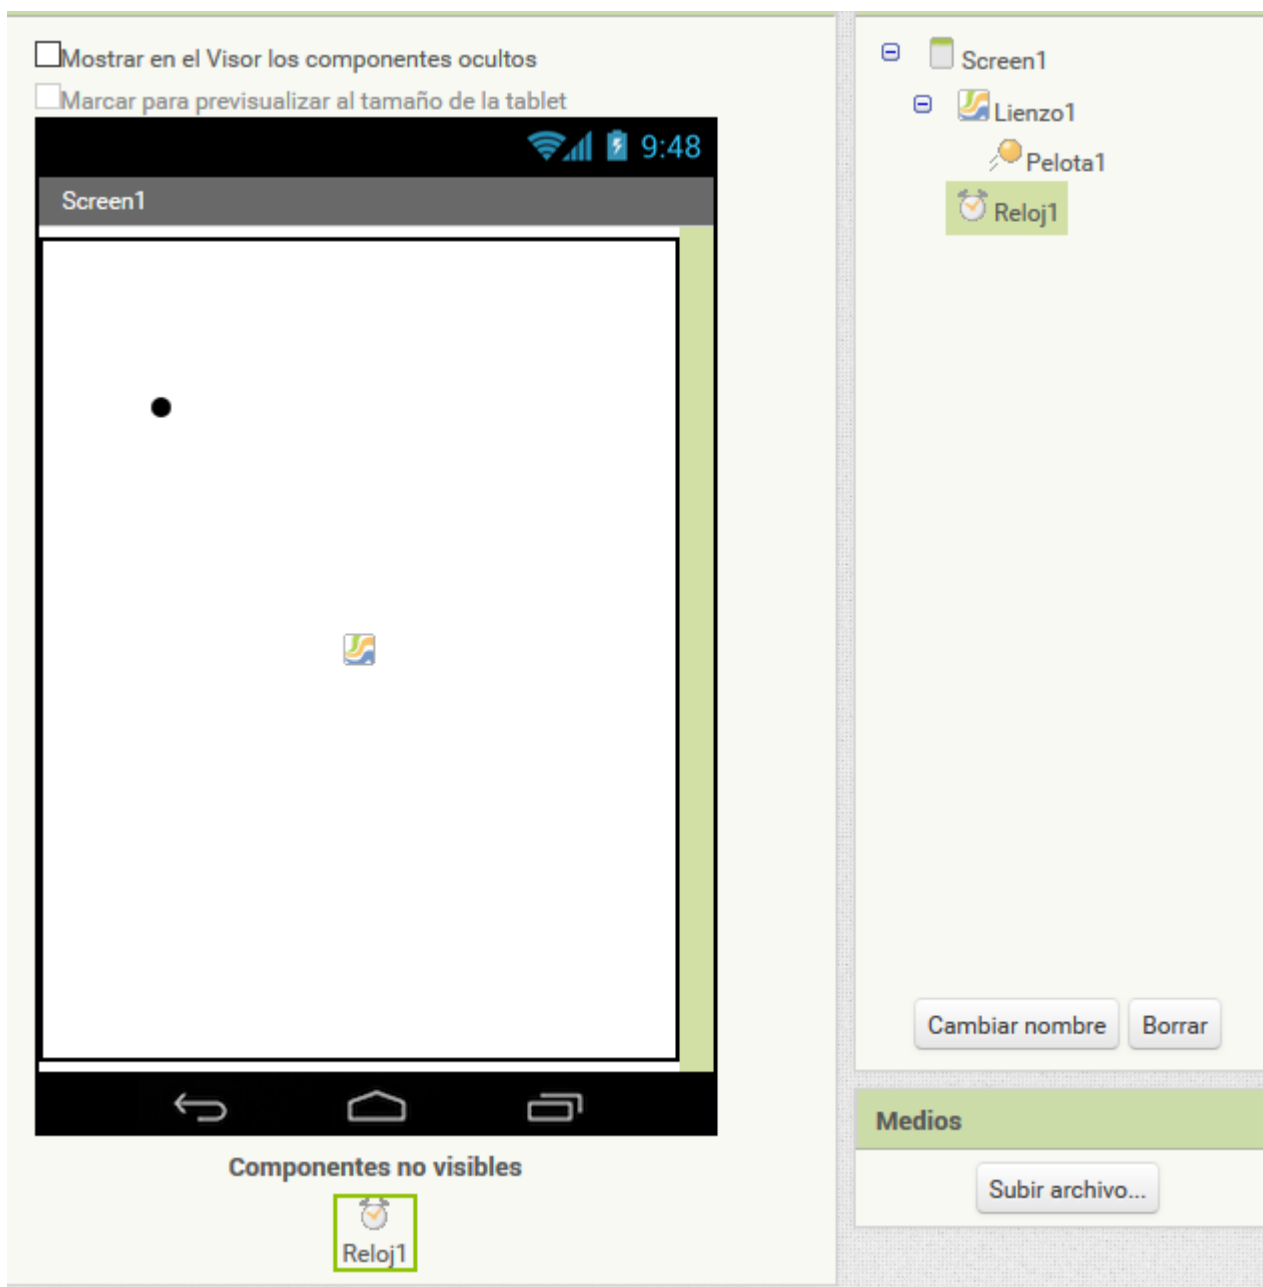 Mostrar en el Visor los componentes ocultos
Marcar para previsualizar al tamaño de la tablet
9:48
Screen1
Componentes no visibles
Reloj1
Screen1
Lienzo1
Pelota1
Reloj1
Cambiar nombre
Borrar
Medios
Subir archivo...